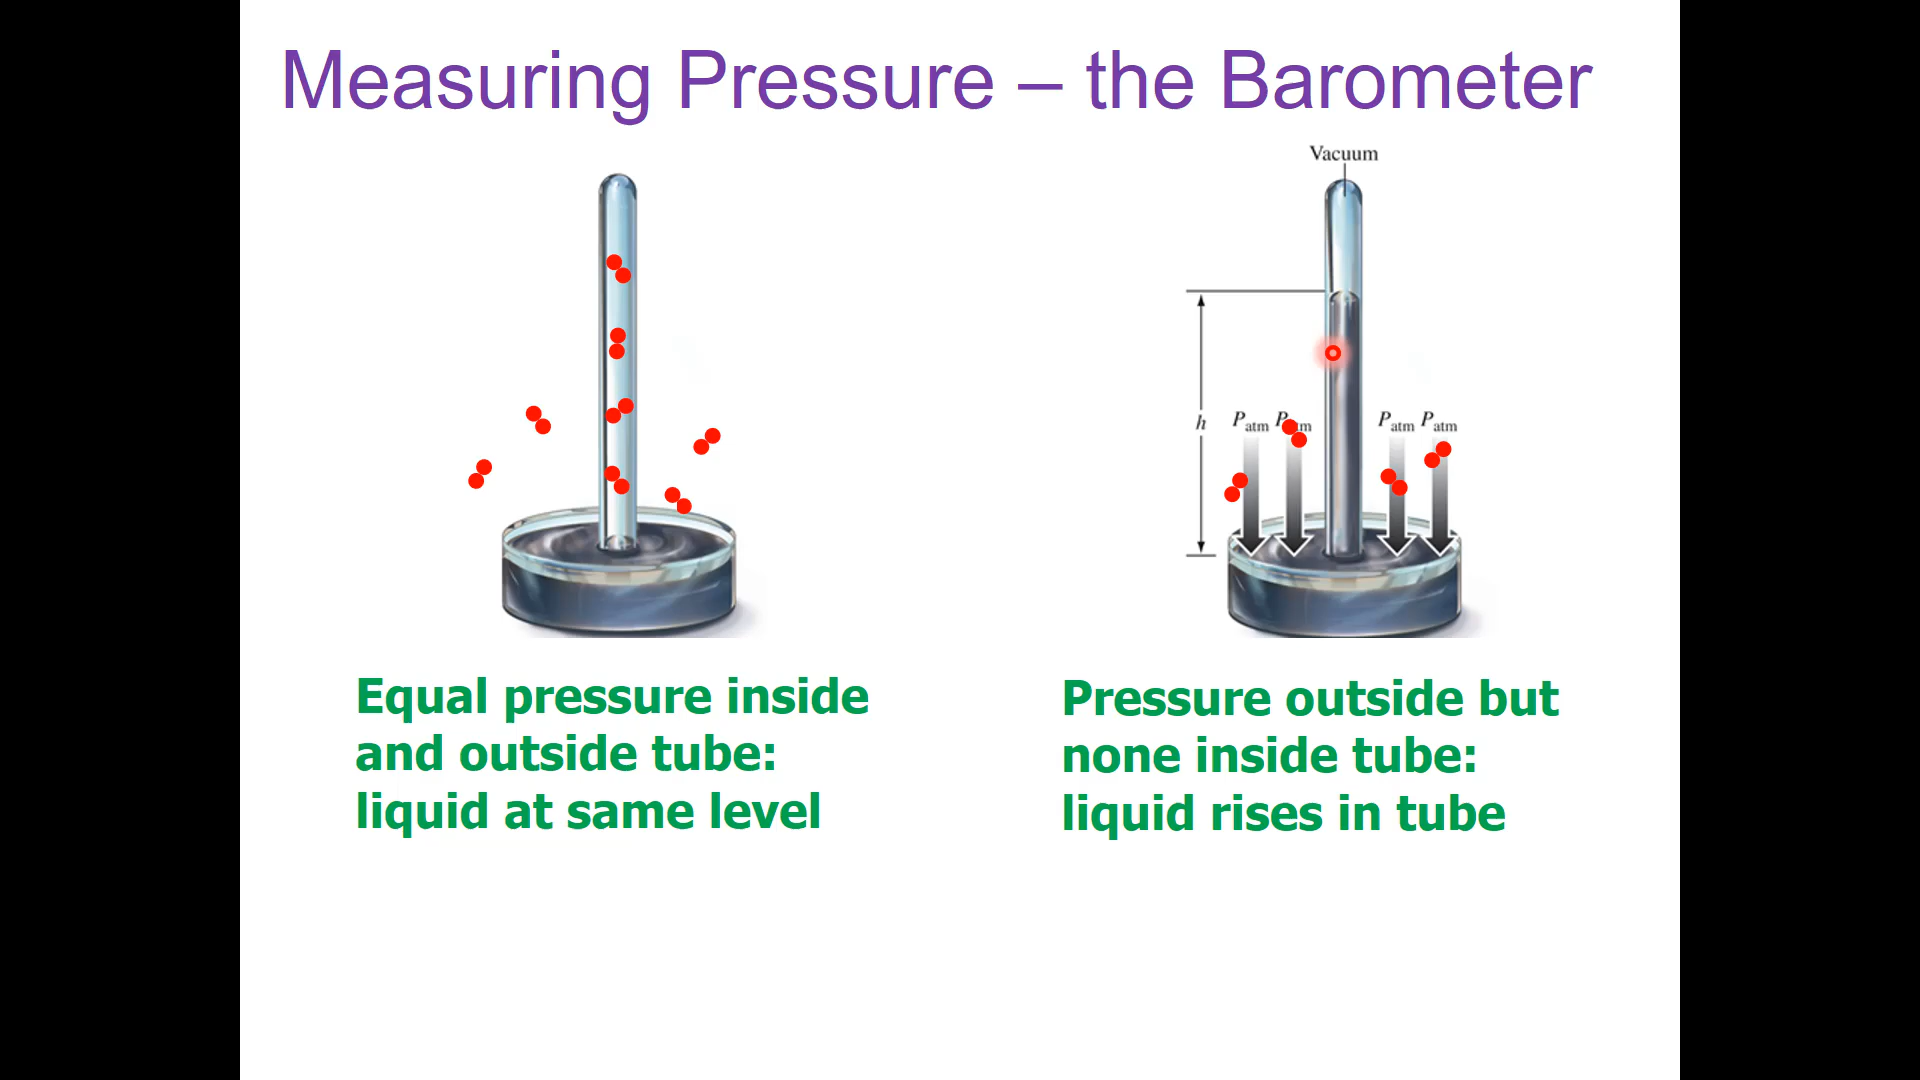 Measuring Pressure – the Barometer
Vacuum
h
Patm Patm Patm Patm
Equal pressure inside
and outside tube:
liquid at same level
Pressure outside but
none inside tube:
liquid rises in tube